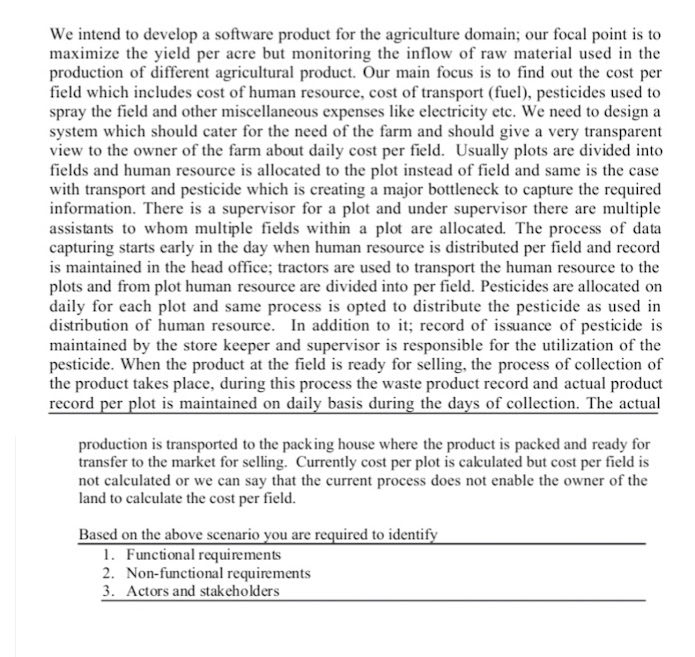 We intend to develop a software product for the agriculture domain; our focal point is to
maximize the yield per acre but monitoring the inflow of raw material used in the
production of different agricultural product. Our main focus is to find out the cost per
field which includes cost of human resource, cost of transport (fuel), pesticides used to
spray the field and other miscellaneous expenses like electricity etc. We need to design a
system which should cater for the need of the farm and should give a very transparent
view to the owner of the farm about daily cost per field. Usually plots are divided into
fields and human resource is allocated to the plot instead of field and same is the case
with transport and pesticide which is creating a major bottleneck to capture the required
information. There is a supervisor for a plot and under supervisor there are multiple
assistants to whom multiple fields within a plot are allocated. The process of data
capturing starts early in the day when human resource is distributed per field and record
is maintained in the head office; tractors are used to transport the human resource to the
plots and from plot human resource are divided into per field. Pesticides are allocated on
daily for each plot and same process is opted to distribute the pesticide as used in
distribution of human resource. In addition to it; record of issuance of pesticide is
maintained by the store keeper and supervisor is responsible for the utilization of the
pesticide. When the product at the field is ready for selling, the process of collection of
the product takes place, during this process the waste product record and actual product
record per plot is maintained on daily basis during the days of collection. The actual
production is transported to the packing house where the product is packed and ready for
transfer to the market for selling. Currently cost per plot is calculated but cost per field is
not calculated or we can say that the current process does not enable the owner of the
land to calculate the cost per field.
Based on the above scenario you are required to identify
1. Functional requirements
2. Non-functional requirements
3. Actors and stakeholders